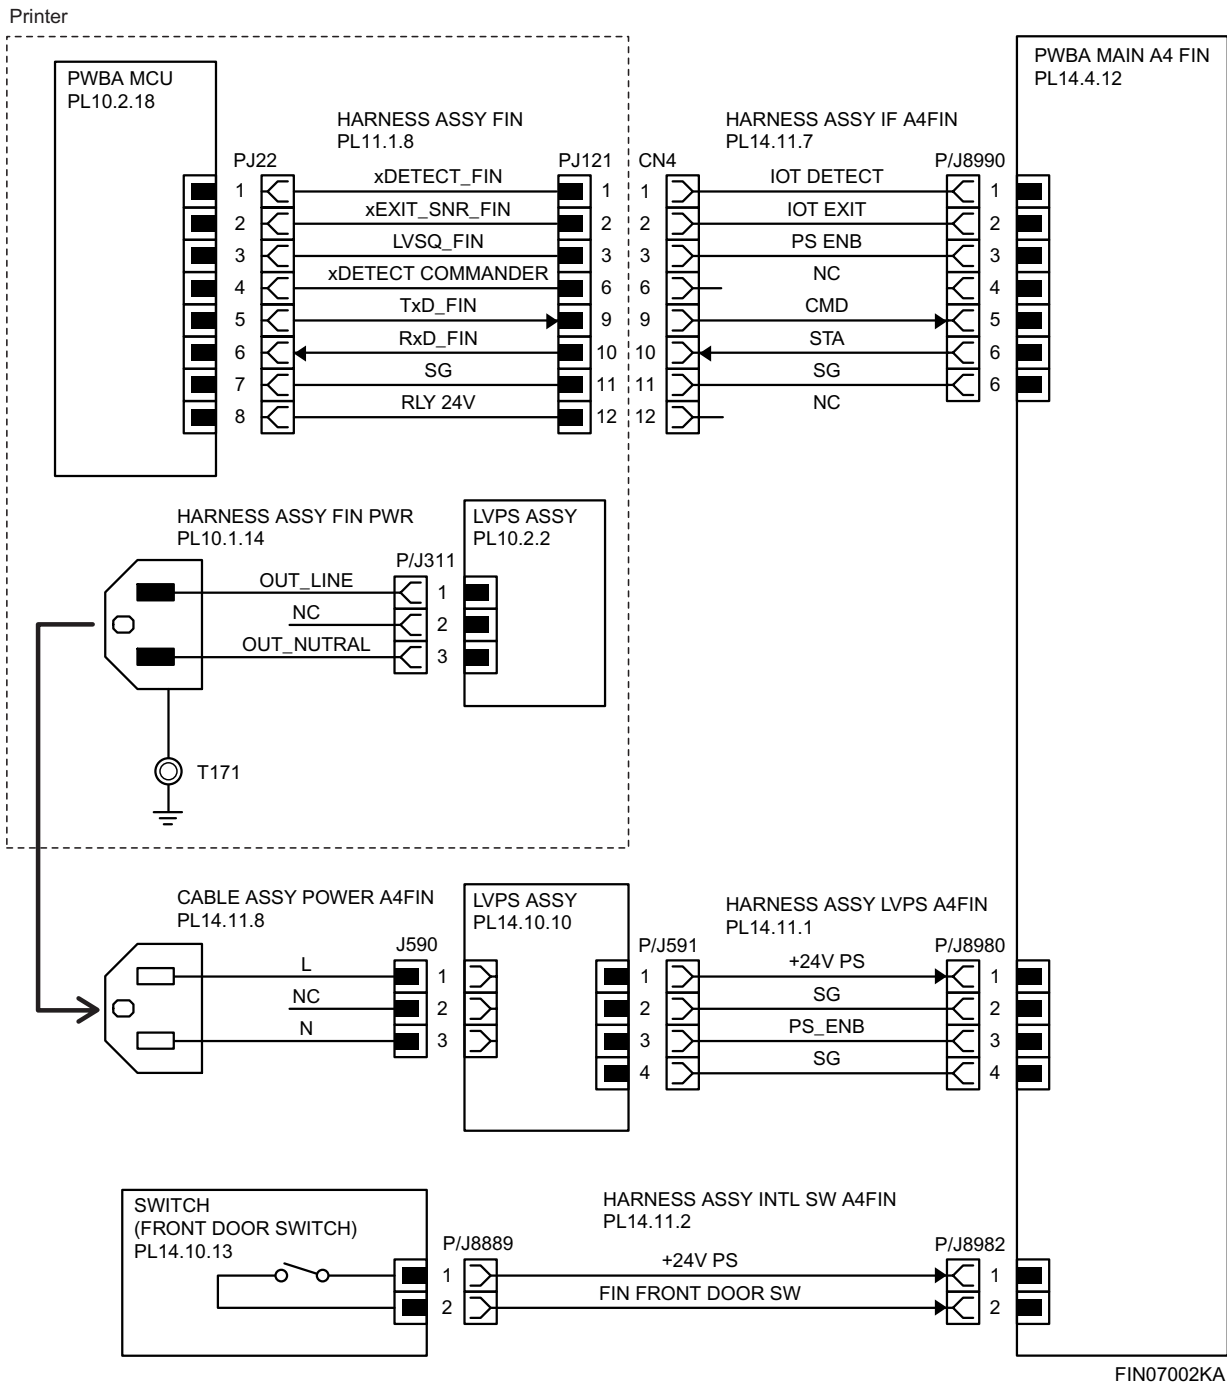 Printer
PWBA MCU
PL10.2.18
PWBA MAIN A4 FIN
PL14.4.12
HARNESS ASSY FIN
PL11.1.8
HARNESS ASSY IF A4FIN
PL14.11.7
PJ22 PJ121 CN4 P/J8990
1 xDETECT_FIN 1 1 IOT DETECT 1
2 xEXIT_SNR_FIN 2 2 IOT EXIT 2
3 LVSQ_FIN 3 3 PS ENB 3
4 xDETECT COMMANDER 6 6 NC 4
5 TxD_FIN 9 9 CMD 5
6 RxD_FIN 10 10 STA 6
7 SG 11 11 SG 6
8 RLY 24V 12 12 NC
HARNESS ASSY FIN PWR
PL10.1.14
LVPS ASSY
PL10.2.2
P/J311
OUT_LINE 1
NC 2
OUT_NUTRAL 3
T171
CABLE ASSY POWER A4FIN
PL14.11.8
LVPS ASSY
PL14.10.10
HARNESS ASSY LVPS A4FIN
PL14.11.1
J590 P/J591 P/J8980
L 1 1 +24V PS 1
NC 2 2 SG 2
N 3 3 PS_ENB 3
4 SG 4
SWITCH
(FRONT DOOR SWITCH)
PL14.10.13
HARNESS ASSY INTL SW A4FIN
PL14.11.2
P/J8889 P/J8982
1 +24V PS 1
2 FIN FRONT DOOR SW 2
FIN07002KA